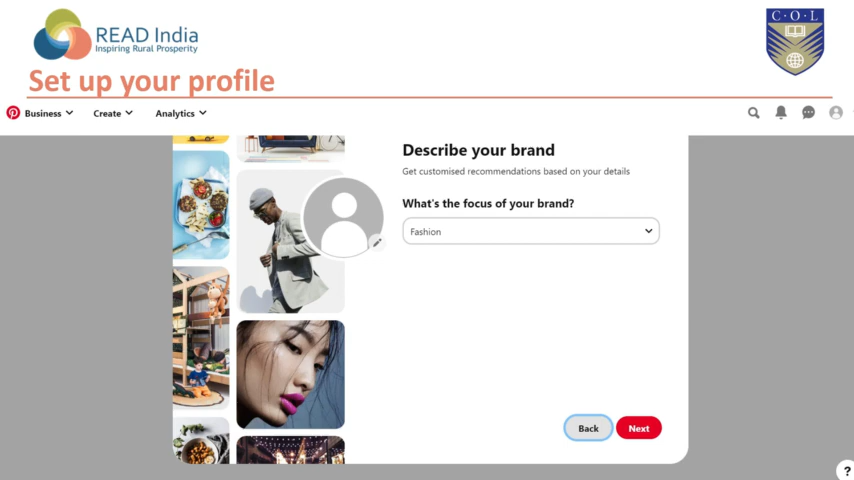 READ India
Inspiring Rural Prosperity
C·O·L
Set up your profile
Business
Create
Analytics
Describe your brand
Get customised recommendations based on your details
What's the focus of your brand?
Fashion
Back
Next
?